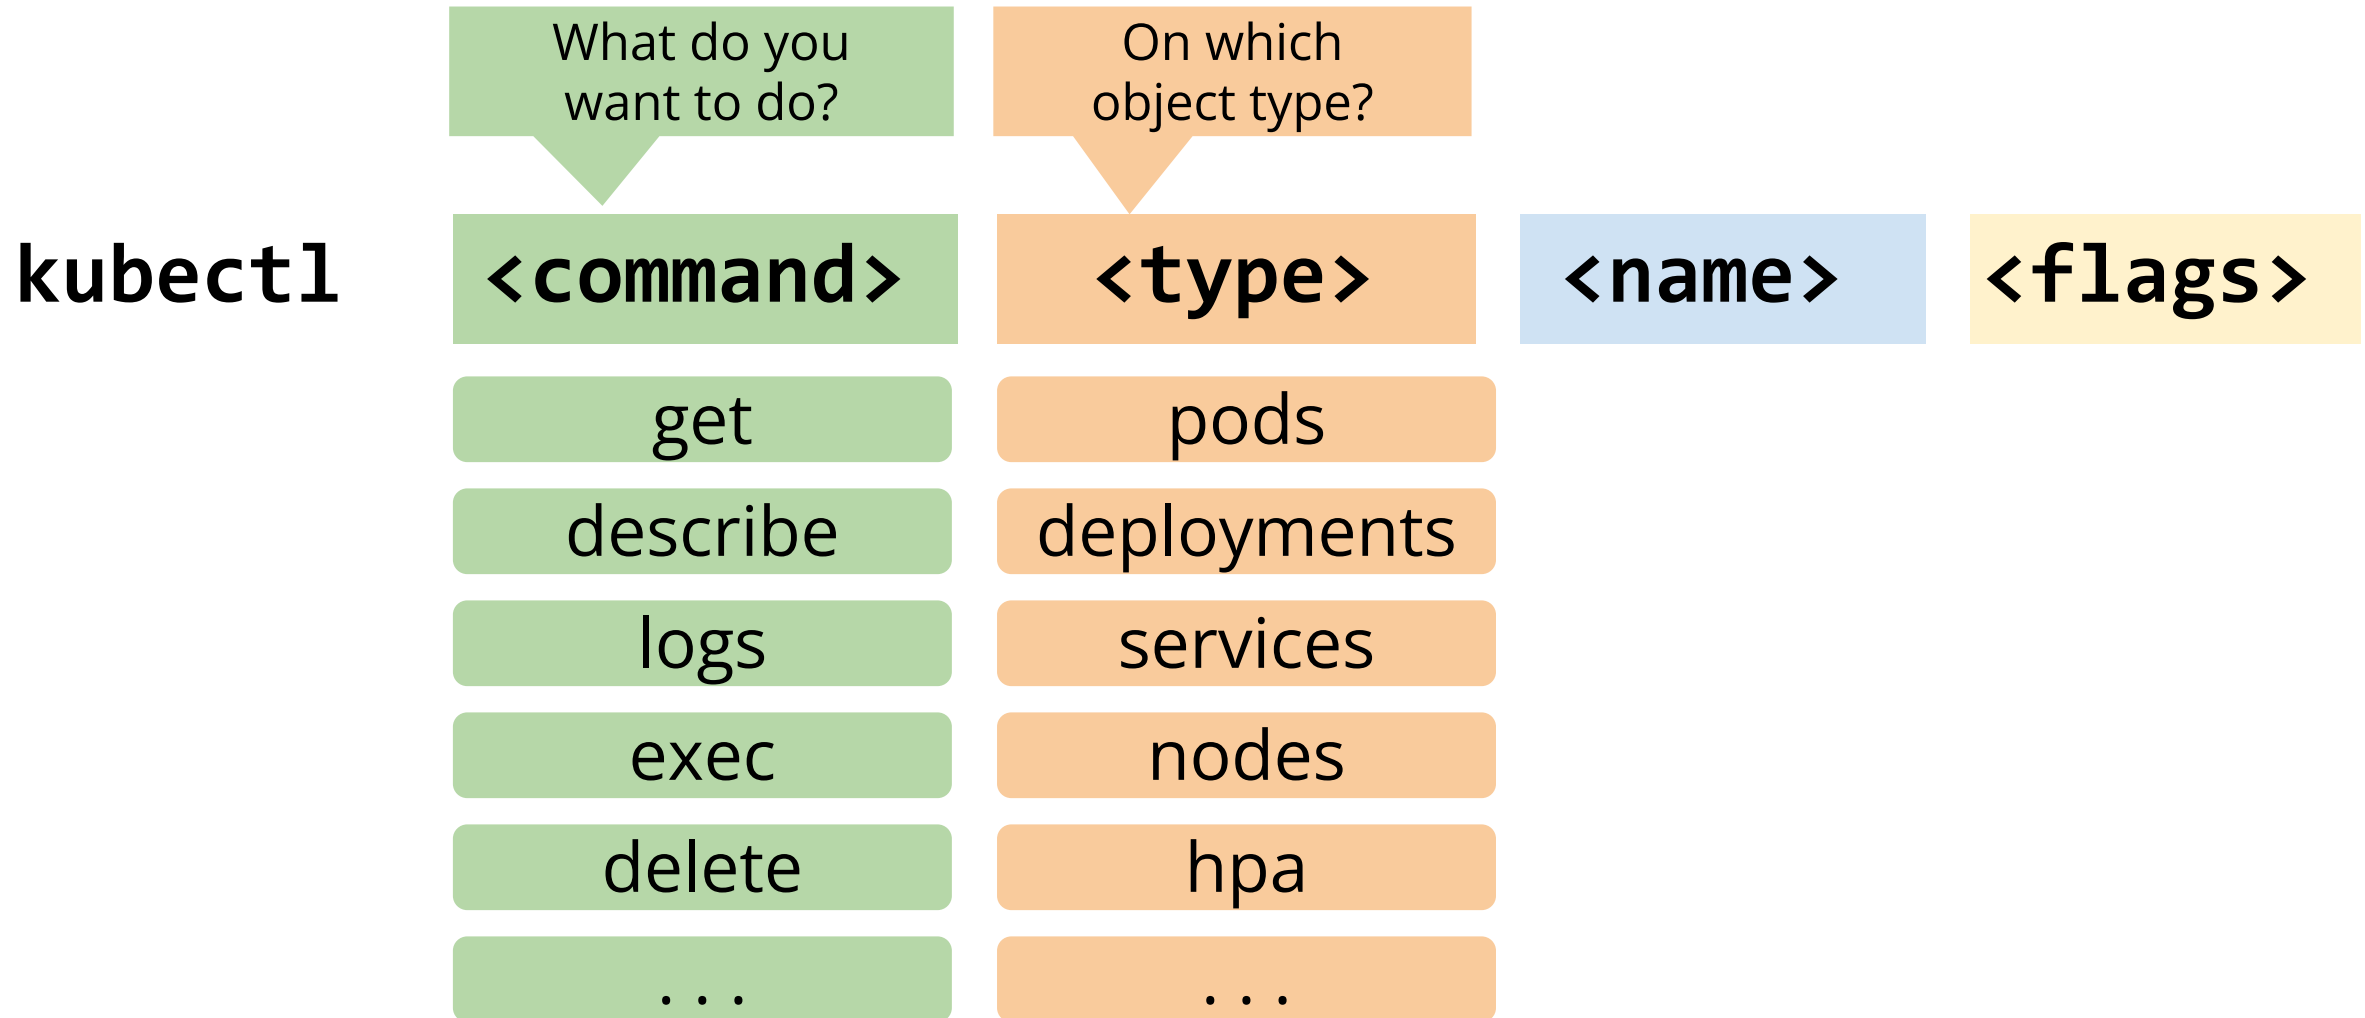 What do you
want to do?
On which
object type?
kubectl <command> <type> <name> <flags>
get pods
describe deployments
logs services
exec nodes
delete hpa
. . . . . .